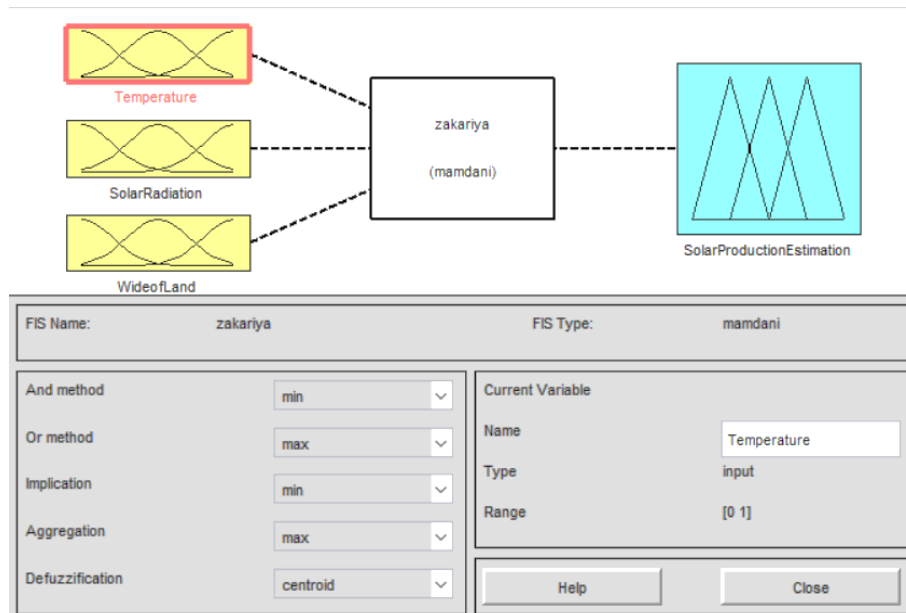 Temperature
zakariya
(mamdani)
SolarRadiation
SolarProductionEstimation
WideofLand
FIS Name: zakariya FIS Type: mamdani
And method min
Or method max
Implication min
Aggregation max
Defuzzification centroid
Current Variable
Name Temperature
Type input
Range [0 1]
Help Close